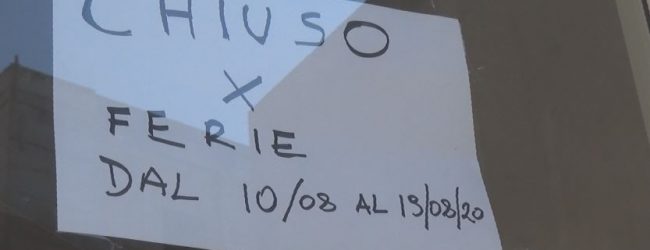 CHIUSO
X
FERIE
DAL 10/08 AL 19/08/20